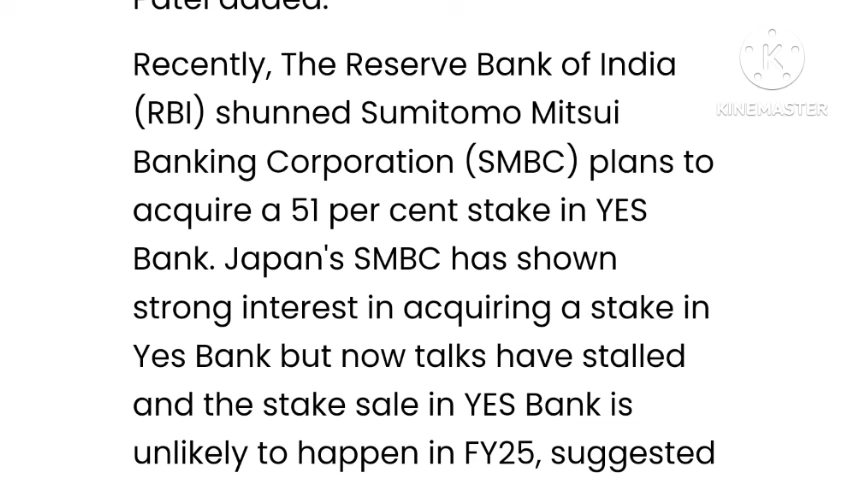 Patel added.
Recently, The Reserve Bank of India
(RBI) shunned Sumitomo Mitsui
Banking Corporation (SMBC) plans to
acquire a 51 per cent stake in YES
Bank. Japan's SMBC has shown
strong interest in acquiring a stake in
Yes Bank but now talks have stalled
and the stake sale in YES Bank is
unlikely to happen in FY25, suggested
K
KINEMASTER